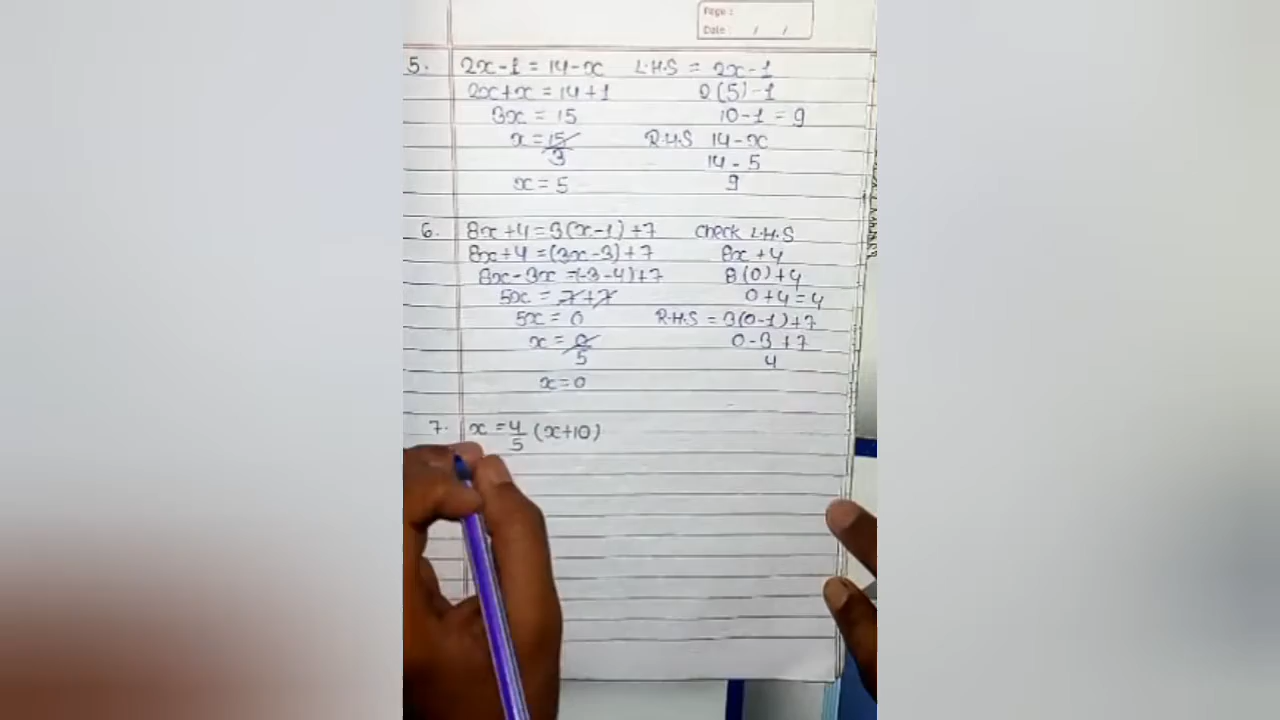 Page :
Date : / /
5. 2x-1 = 14-x L.H.S = 2x-1
2x+x = 14+1 2(5)-1
3x = 15 10-1 = 9
x = 15/3 R.H.S 14-x
14-5
x = 5 9
6. 8x+4 = 3(x-1)+7 Check L.H.S
8x+4 = (3x-3)+7 8x+4
8x-3x = (-3-4)+7 8(0)+4
5x = 7+7 0+4 = 4
5x = 0 R.H.S = 3(0-1)+7
x = 0/5 0-3+7
4
x = 0
7. x = 4/5 (x+10)